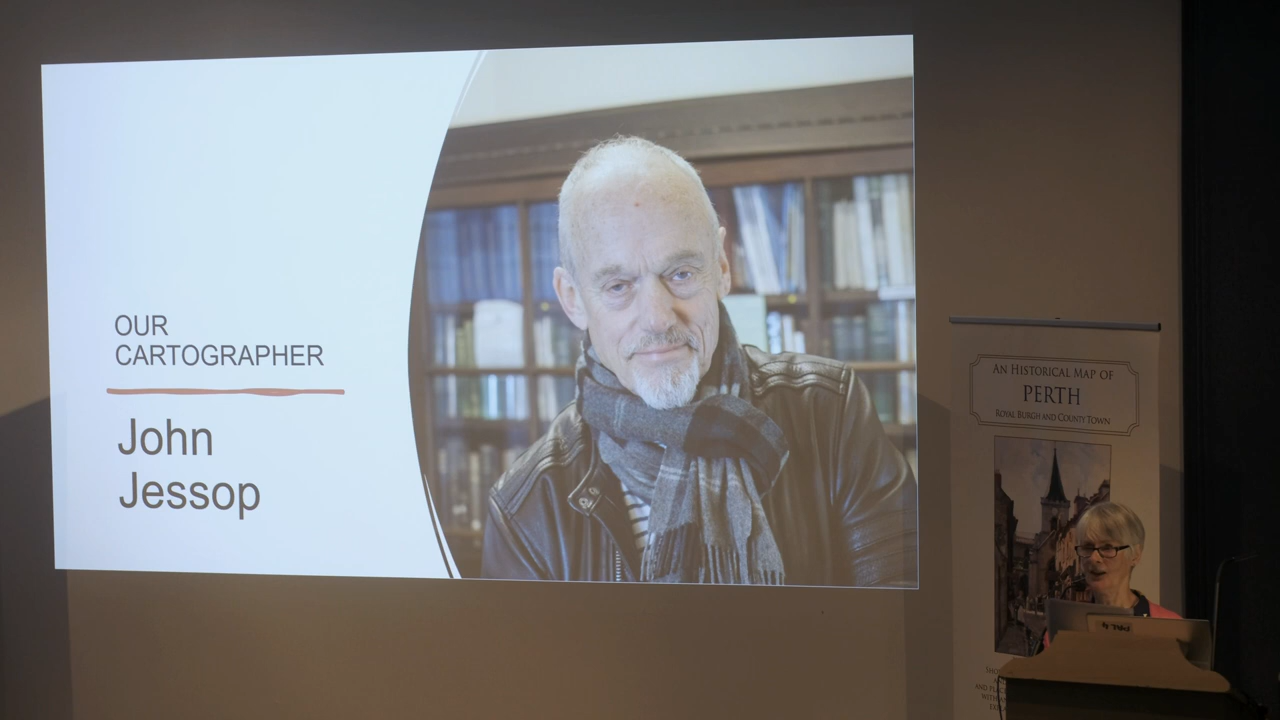 OUR
CARTOGRAPHER
John
Jessop
AN HISTORICAL MAP OF
PERTH
ROYAL BURGH AND COUNTY TOWN